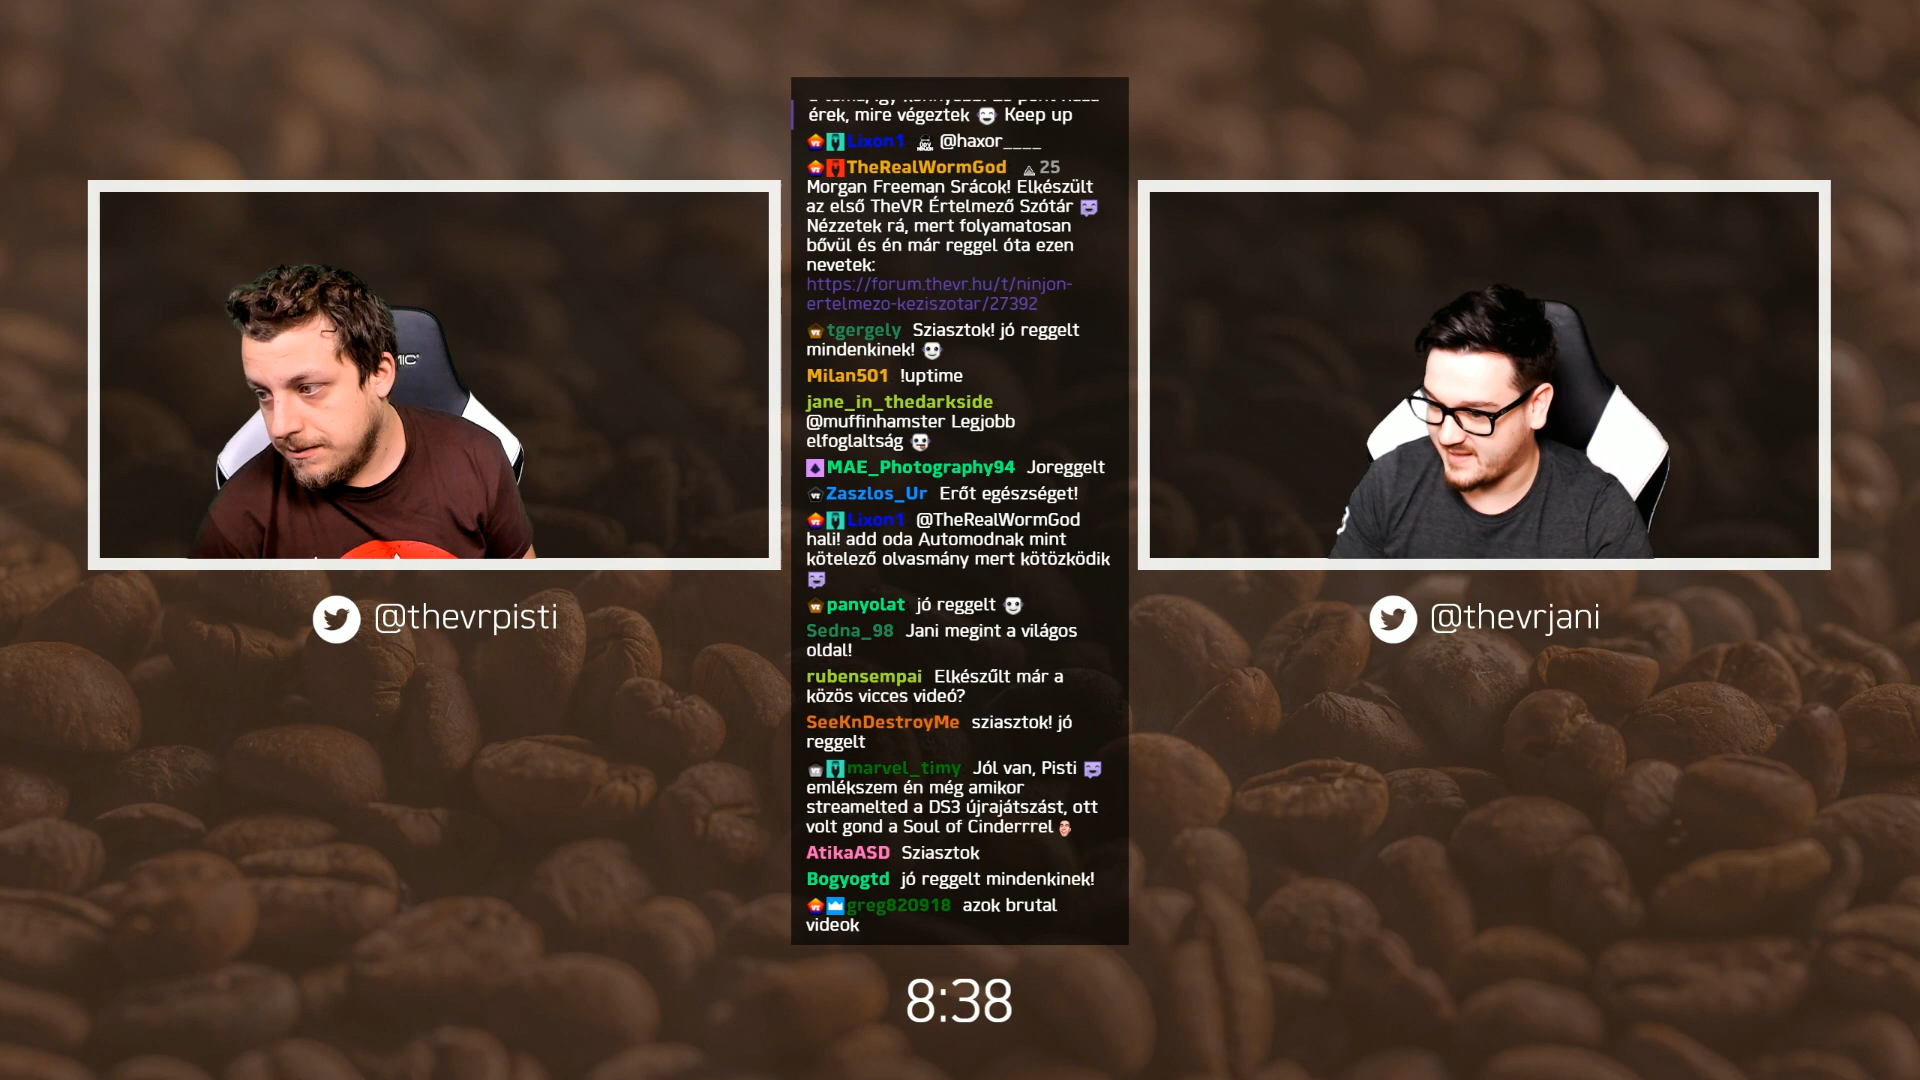 érek, mire végeztek Keep up
Lixon1 @haxor____
TheRealWormGod 25
Morgan Freeman Srácok! Elkészült
az első TheVR Értelmező Szótár
Nézzetek rá, mert folyamatosan
bővül és én már reggel óta ezen
nevetek:
https://forum.thevr.hu/t/ninjon-
ertelmezo-keziszotar/27392
tgergely Sziasztok! jó reggelt
mindenkinek!
Milan501 !uptime
jane_in_thedarkside
@muffinhamster Legjobb
elfoglaltság
MAE_Photography94 Joreggelt
Zaszlos_Ur Erőt egészséget!
Lixon1 @TheRealWormGod
hali! add oda Automodnak mint
kötelező olvasmány mert kötözködik
panyolat jó reggelt
Sedna_98 Jani megint a világos
oldal!
rubensempai Elkészűlt már a
közös vicces videó?
SeeKnDestroyMe sziasztok! jó
reggelt
marvel_timy Jól van, Pisti
emlékszem én még amikor
streamelted a DS3 újrajátszást, ott
volt gond a Soul of Cinderrrel
AtikaASD Sziasztok
Bogyogtd jó reggelt mindenkinek!
greg820918 azok brutal
videok
@thevrpisti
@thevrjani
8:38